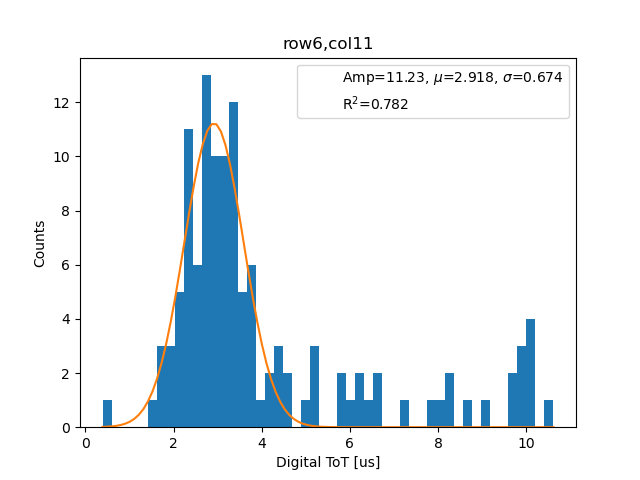 row6,col11
Amp=11.23, μ=2.918, σ=0.674
R²=0.782
Counts
12
10
8
6
4
2
0
0 2 4 6 8 10
Digital ToT [us]